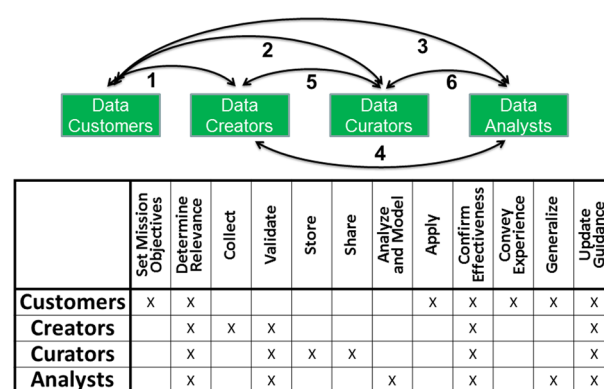 3
2
1
5
6
Data
Customers
Data
Creators
Data
Curators
Data
Analysts
4
Set Mission
Objectives
Determine
Relevance
Collect
Validate
Store
Share
Analyze
and Model
Apply
Confirm
Effectiveness
Convey
Experience
Generalize
Update
Guidance
Customers X X X X X X X
Creators X X X X X
Curators X X X X X X
Analysts X X X X X X